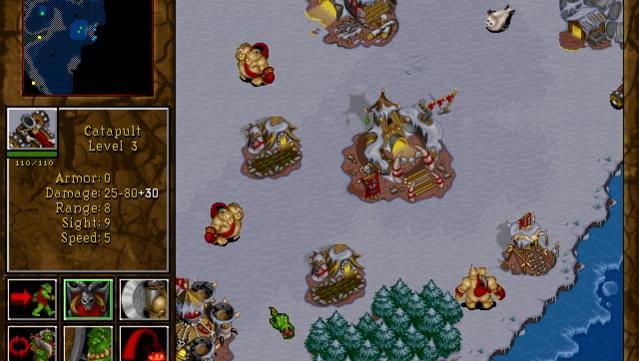 Catapult
Level 3
110/110
Armor: 0
Damage: 25-80+30
Range: 8
Sight: 9
Speed: 5